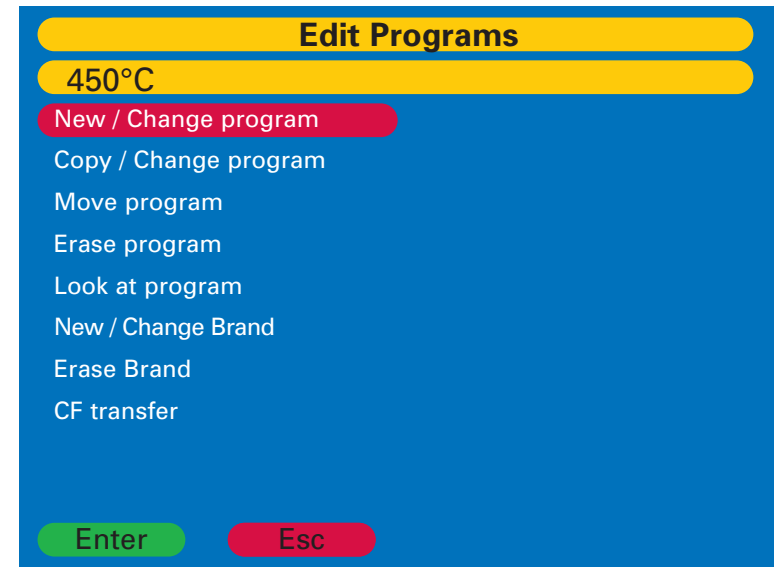 Edit Programs
450°C
New / Change program
Copy / Change program
Move program
Erase program
Look at program
New / Change Brand
Erase Brand
CF transfer
Enter Esc